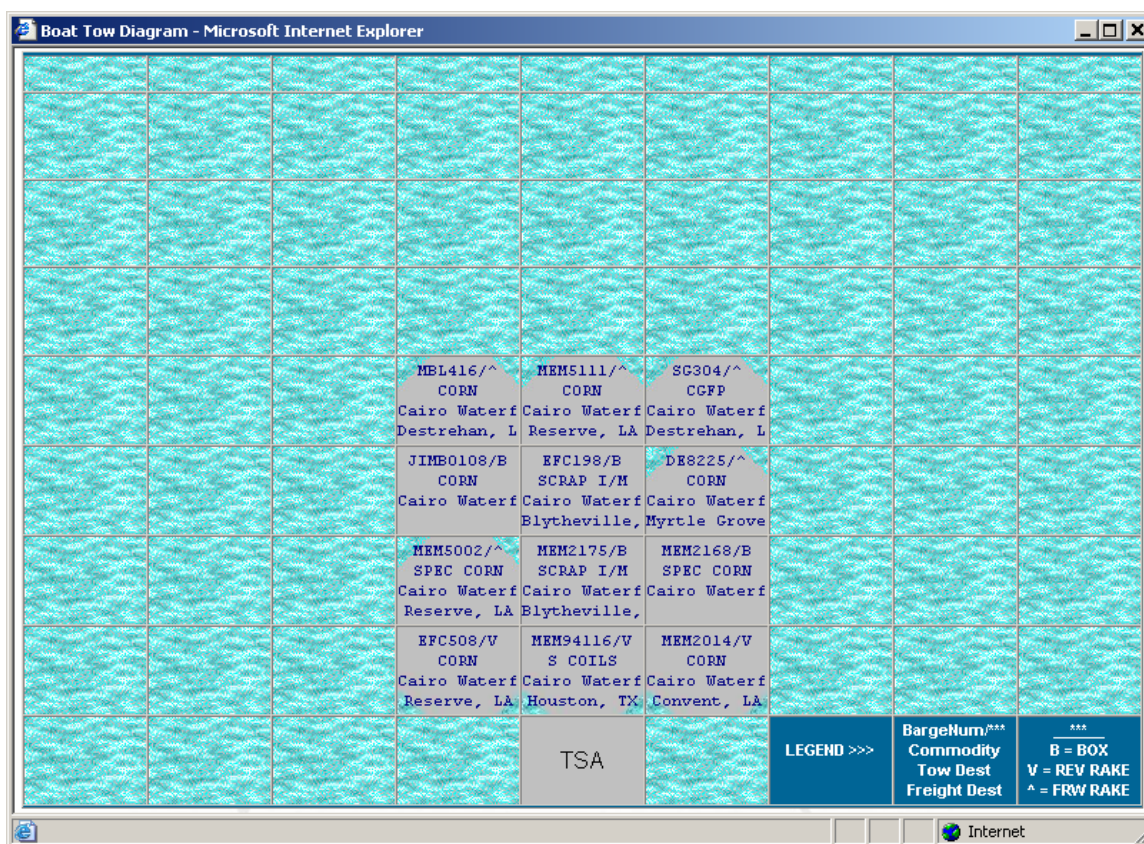 Boat Tow Diagram - Microsoft Internet Explorer
MBL416/^
CORN
Cairo Waterf
Destrehan, L
MEM5111/^
CORN
Cairo Waterf
Reserve, LA
SG304/^
CGFP
Cairo Waterf
Destrehan, L
JIMB0108/B
CORN
Cairo Waterf
EFC198/B
SCRAP I/M
Cairo Waterf
Blytheville,
DE8225/^
CORN
Cairo Waterf
Myrtle Grove
MEM5002/^
SPEC CORN
Cairo Waterf
Reserve, LA
MEM2175/B
SCRAP I/M
Cairo Waterf
Blytheville,
MEM2168/B
SPEC CORN
Cairo Waterf
EFC508/V
CORN
Cairo Waterf
Reserve, LA
MEM94116/V
S COILS
Cairo Waterf
Houston, TX
MEM2014/V
CORN
Cairo Waterf
Convent, LA
TSA
LEGEND >>>
BargeNum/***
Commodity
Tow Dest
Freight Dest
***
B = BOX
V = REV RAKE
^ = FRW RAKE
Internet